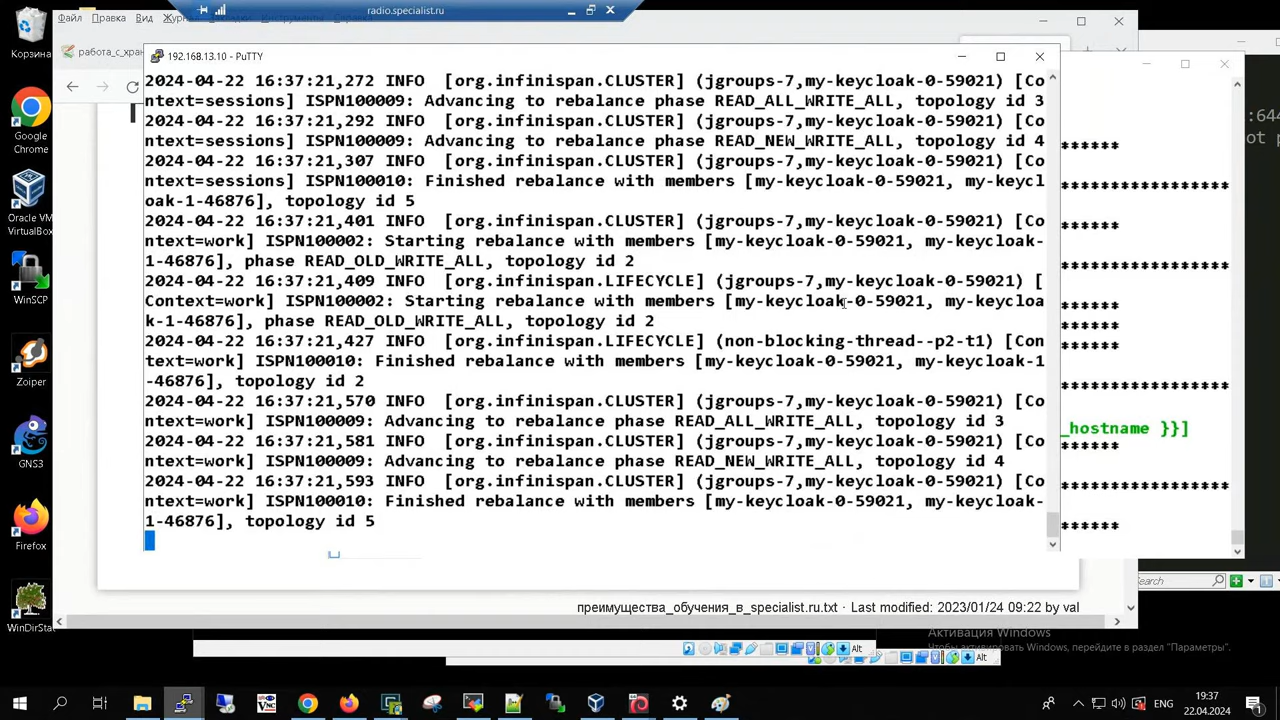 radio.specialist.ru
Корзина
Google
Chrome
Oracle VM
VirtualBox
WinSCP
Zoiper
GNS3
Firefox
WinDirStat
Файл
Вид
работа_с_хран
192.168.13.10 - PuTTY
2024-04-22 16:37:21,272 INFO  [org.infinispan.CLUSTER] (jgroups-7,my-keycloak-0-59021) [Co
ntext=sessions] ISPN100009: Advancing to rebalance phase READ_ALL_WRITE_ALL, topology id 3
2024-04-22 16:37:21,292 INFO  [org.infinispan.CLUSTER] (jgroups-7,my-keycloak-0-59021) [Co
ntext=sessions] ISPN100009: Advancing to rebalance phase READ_NEW_WRITE_ALL, topology id 4
2024-04-22 16:37:21,307 INFO  [org.infinispan.CLUSTER] (jgroups-7,my-keycloak-0-59021) [Co
ntext=sessions] ISPN100010: Finished rebalance with members [my-keycloak-0-59021, my-keycl
oak-1-46876], topology id 5
2024-04-22 16:37:21,401 INFO  [org.infinispan.CLUSTER] (jgroups-7,my-keycloak-0-59021) [Co
ntext=work] ISPN100002: Starting rebalance with members [my-keycloak-0-59021, my-keycloak-
1-46876], phase READ_OLD_WRITE_ALL, topology id 2
2024-04-22 16:37:21,409 INFO  [org.infinispan.LIFECYCLE] (jgroups-7,my-keycloak-0-59021) [
Context=work] ISPN100002: Starting rebalance with members [my-keycloak-0-59021, my-keycloa
k-1-46876], phase READ_OLD_WRITE_ALL, topology id 2
2024-04-22 16:37:21,427 INFO  [org.infinispan.LIFECYCLE] (non-blocking-thread--p2-t1) [Con
text=work] ISPN100010: Finished rebalance with members [my-keycloak-0-59021, my-keycloak-1
-46876], topology id 2
2024-04-22 16:37:21,570 INFO  [org.infinispan.CLUSTER] (jgroups-7,my-keycloak-0-59021) [Co
ntext=work] ISPN100009: Advancing to rebalance phase READ_ALL_WRITE_ALL, topology id 3
2024-04-22 16:37:21,581 INFO  [org.infinispan.CLUSTER] (jgroups-7,my-keycloak-0-59021) [Co
ntext=work] ISPN100009: Advancing to rebalance phase READ_NEW_WRITE_ALL, topology id 4
2024-04-22 16:37:21,593 INFO  [org.infinispan.CLUSTER] (jgroups-7,my-keycloak-0-59021) [Co
ntext=work] ISPN100010: Finished rebalance with members [my-keycloak-0-59021, my-keycloak-
1-46876], topology id 5
:644
ot p
******
*****************
******
*****************
******
******
******
*****************
_hostname }}]
******
*****************
******
earch
преимущества_обучения_в_specialist.ru.txt · Last modified: 2023/01/24 09:22 by val
Активация Windows
Чтобы активировать Windows, перейдите в раздел "Параметры".
Alt
Alt
ENG
19:37
22.04.2024